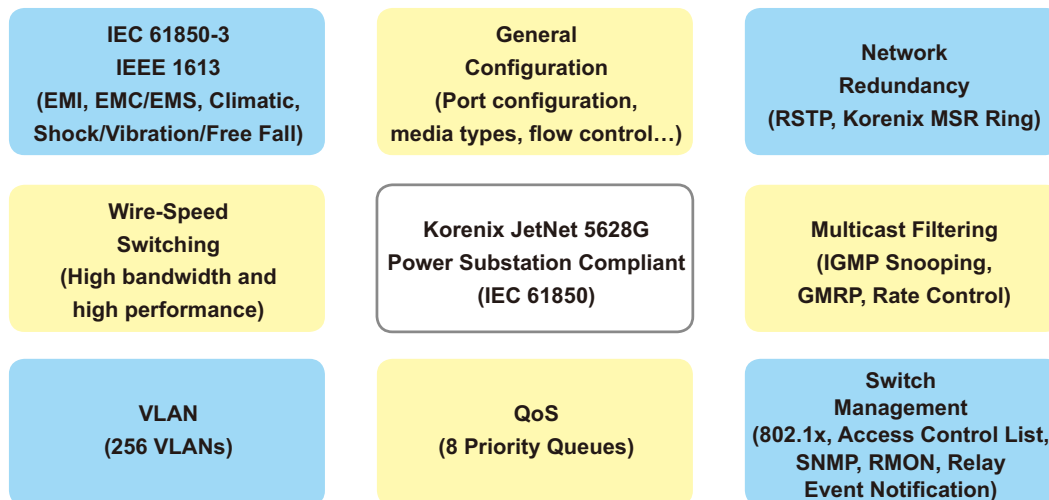 IEC 61850-3
IEEE 1613
(EMI, EMC/EMS, Climatic,
Shock/Vibration/Free Fall)
General
Configuration
(Port configuration,
media types, flow control…)
Network
Redundancy
(RSTP, Korenix MSR Ring)
Wire-Speed
Switching
(High bandwidth and
high performance)
Korenix JetNet 5628G
Power Substation Compliant
(IEC 61850)
Multicast Filtering
(IGMP Snooping,
GMRP, Rate Control)
VLAN
(256 VLANs)
QoS
(8 Priority Queues)
Switch
Management
(802.1x, Access Control List,
SNMP, RMON, Relay
Event Notification)